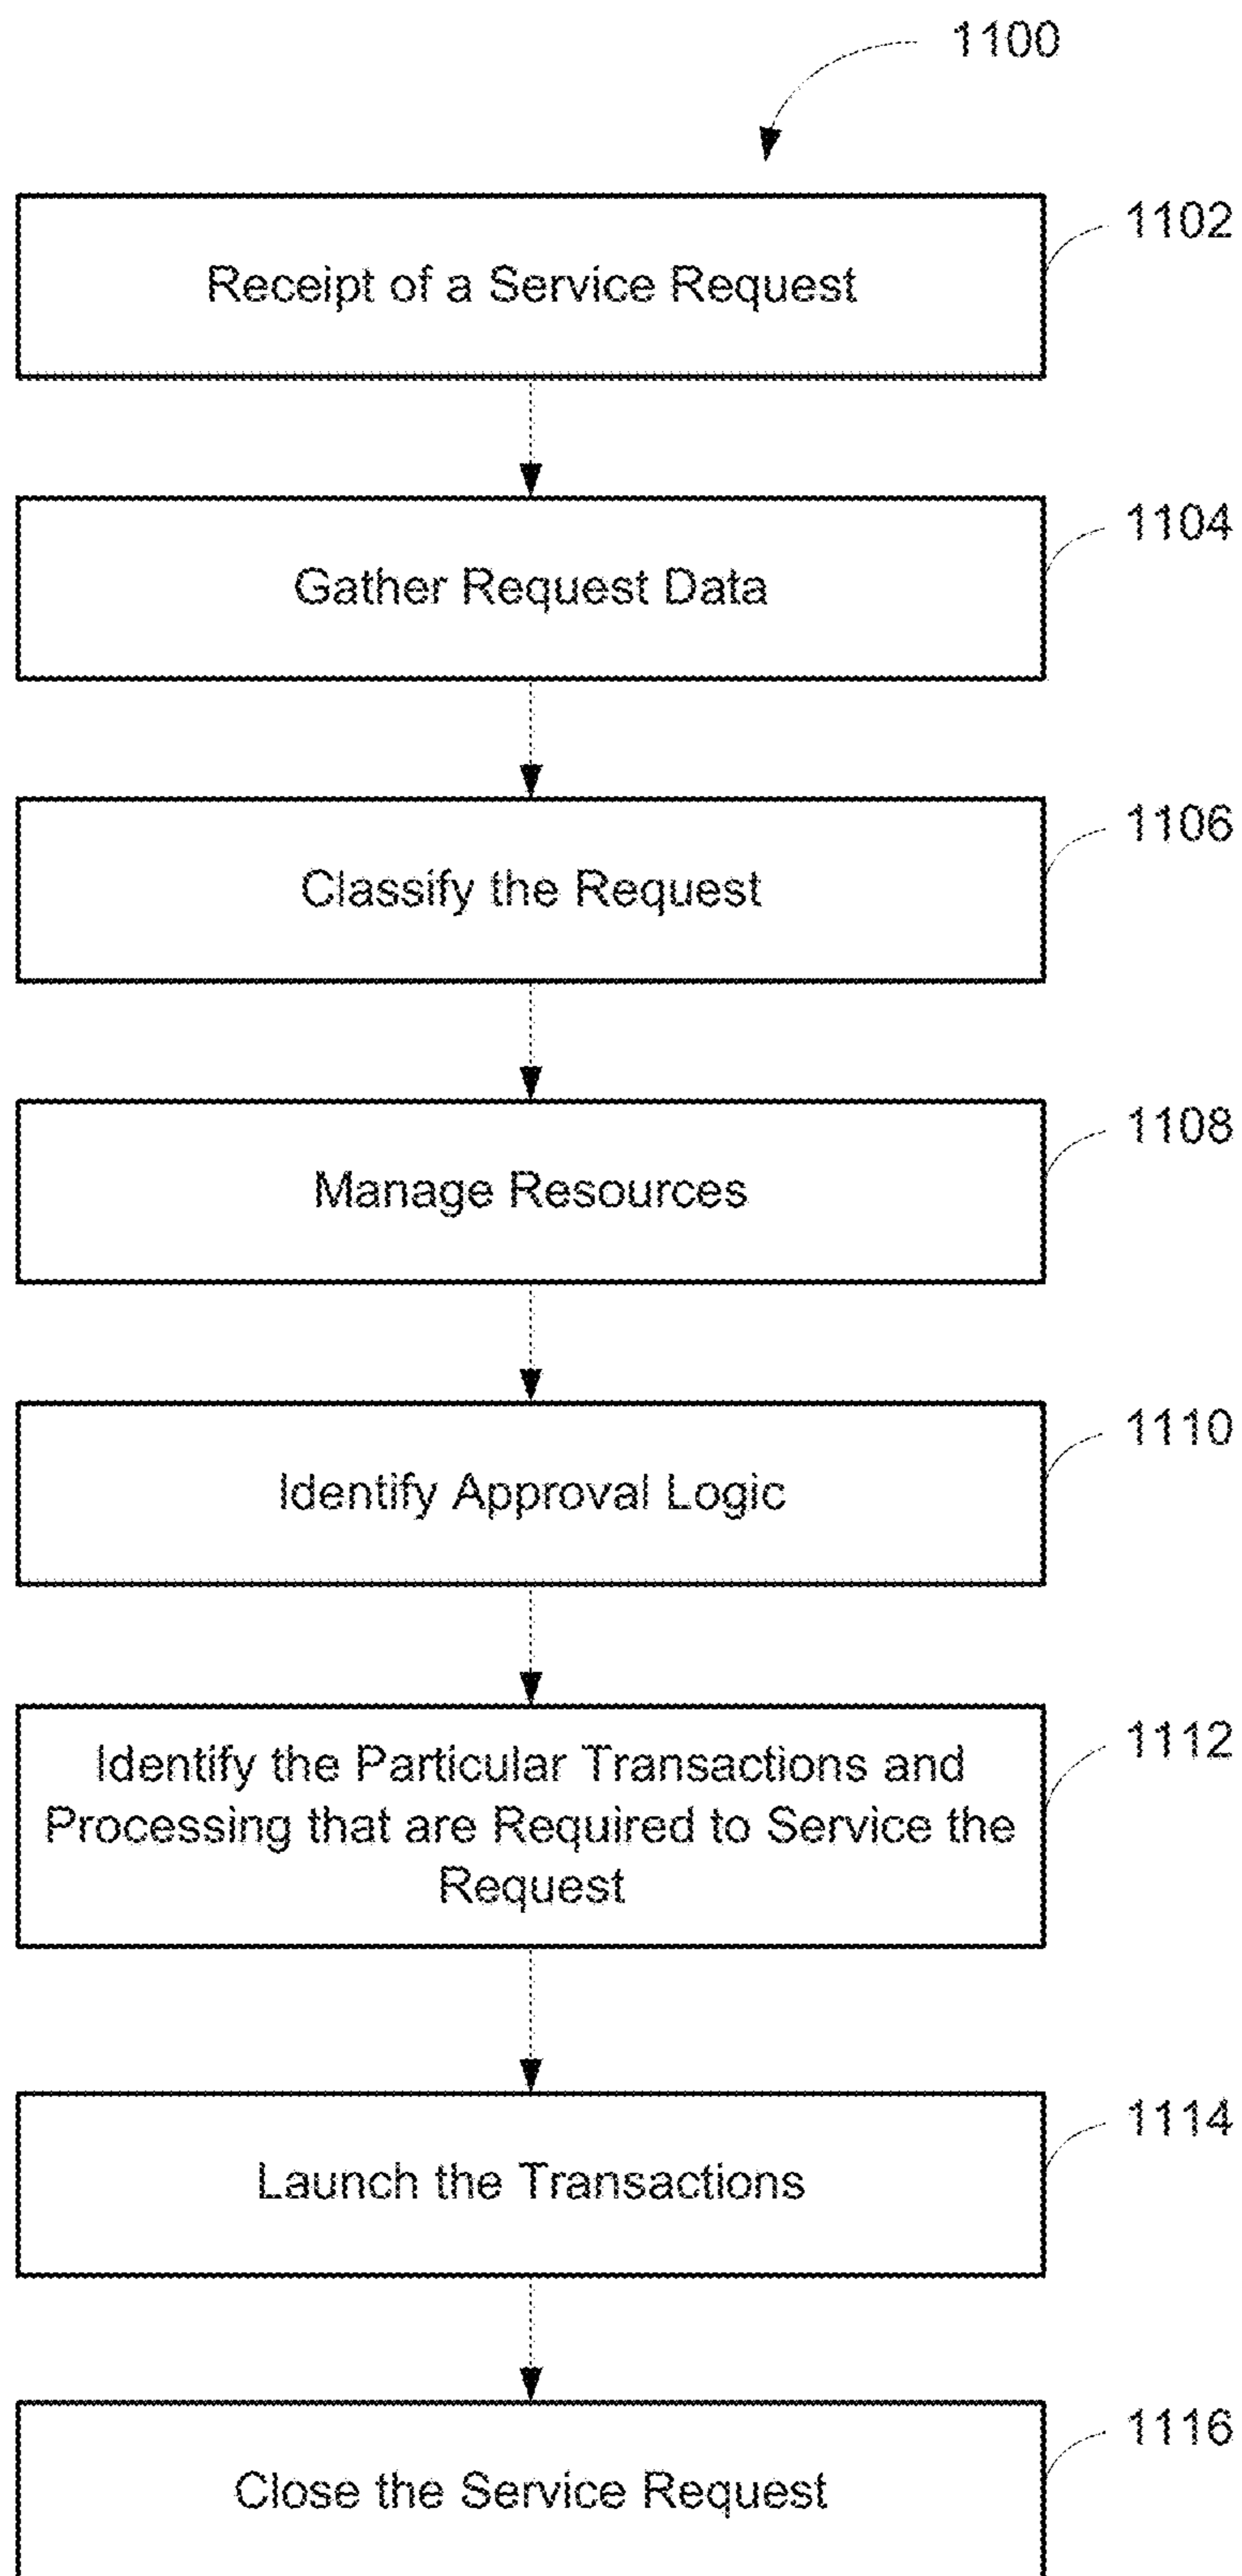 1100
Receipt of a Service Request
1102
Gather Request Data
1104
Classify the Request
1106
Manage Resources
1108
Identify Approval Logic
1110
Identify the Particular Transactions and
Processing that are Required to Service the
Request
1112
Launch the Transactions
1114
Close the Service Request
1116